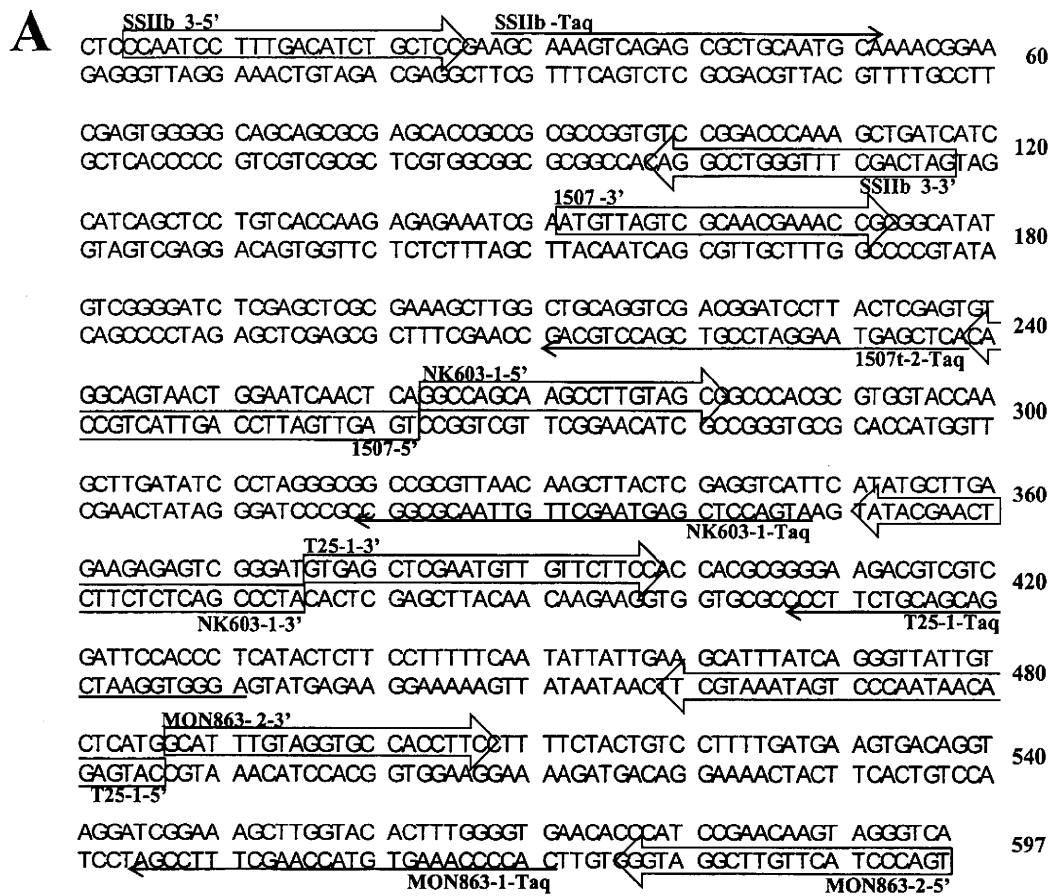 A
SSIIb 3-5' SSIIb -Taq
CTCCCAATCC TTTGACATCT GCTCCGAAGC AAAGTCAGAG CGCTGCAATG CAAAACGGAA 60
GAGGGTTAGG AAACTGTAGA CGAGGCTTCG TTTCAGTCTC GCGACGTTAC GTTTTGCCTT
CGAGTGGGGG CAGCAGCGCG AGCACCGCCG CGCCGGTGTC CGGACCCAAA GCTGATCATC 120
GCTCACCCCC GTCGTCGCGC TCGTGGCGGC GCGGCCACAG GCCTGGGTTT CGACTAGTAG
1507 -3' SSIIb 3-3'
CATCAGCTCC TGTCACCAAG AGAGAAATCG AATGTTAGTC GCAACGAAAC CGCGGCATAT 180
GTAGTCGAGG ACAGTGGTTC TCTCTTTAGC TTACAATCAG CGTTGCTTTG GCCCCGTATA
GTCGGGGATC TCGAGCTCGC GAAAGCTTGG CTGCAGGTCG ACGGATCCTT ACTCGAGTGT 240
CAGCCCCTAG AGCTCGAGCG CTTTCGAACC GACGTCCAGC TGCCTAGGAA TGAGCTCACA
1507t-2-Taq
NK603-1-5'
GGCAGTAACT GGAATCAACT CAGGCCAGCA AGCCTTGTAG CGGCCCACGC GTGGTACCAA 300
CCGTCATTGA CCTTAGTTGA GTCCGGTCGT TCGGAACATC GCCGGGTGCG CACCATGGTT
1507-5'
GCTTGATATC CCTAGGGCGG CCGCGTTAAC AAGCTTACTC GAGGTCATTC ATATGCTTGA 360
CGAACTATAG GGATCCCGCC GGCGCAATTG TTCGAATGAG CTCCAGTAAG TATACGAACT
NK603-1-Taq
T25-1-3'
GAAGAGAGTC GGGATGTGAG CTCGAATGTT GTTCTTCCAC CACGCGGGGA AGACGTCGTC 420
CTTCTCTCAG CCCTACACTC GAGCTTACAA CAAGAAGGTG GTGCGCCCCT TCTGCAGCAG
NK603-1-3' T25-1-Taq
GATTCCACCC TCATACTCTT CCTTTTTCAA TATTATTGAA GCATTTATCA GGGTTATTGT 480
CTAAGGTGGG AGTATGAGAA GGAAAAAGTT ATAATAACTT CGTAAATAGT CCCAATAACA
MON863- 2-3'
CTCATGGCAT TTGTAGGTGC CACCTTCCTT TTCTACTGTC CTTTTGATGA AGTGACAGGT 540
GAGTACCGTA AACATCCACG GTGGAAGGAA AAGATGACAG GAAAACTACT TCACTGTCCA
T25-1-5'
AGGATCGGAA AGCTTGGTAC ACTTTGGGGT GAACACCCAT CCGAACAAGT AGGGTCA 597
TCCTAGCCTT TCGAACCATG TGAAACCCCA CTTGTGGGTAG GCTTGTTCA TCCCAGT
MON863-1-Taq MON863-2-5'